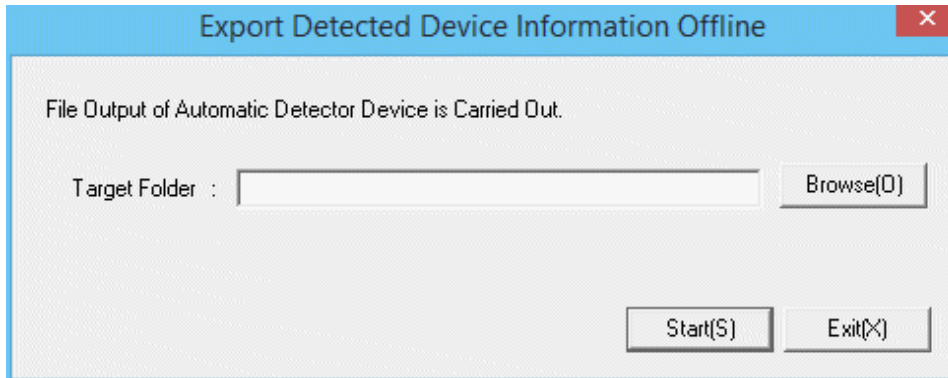 Export Detected Device Information Offline
File Output of Automatic Detector Device is Carried Out.
Target Folder :
Browse(O)
Start(S)
Exit(X)